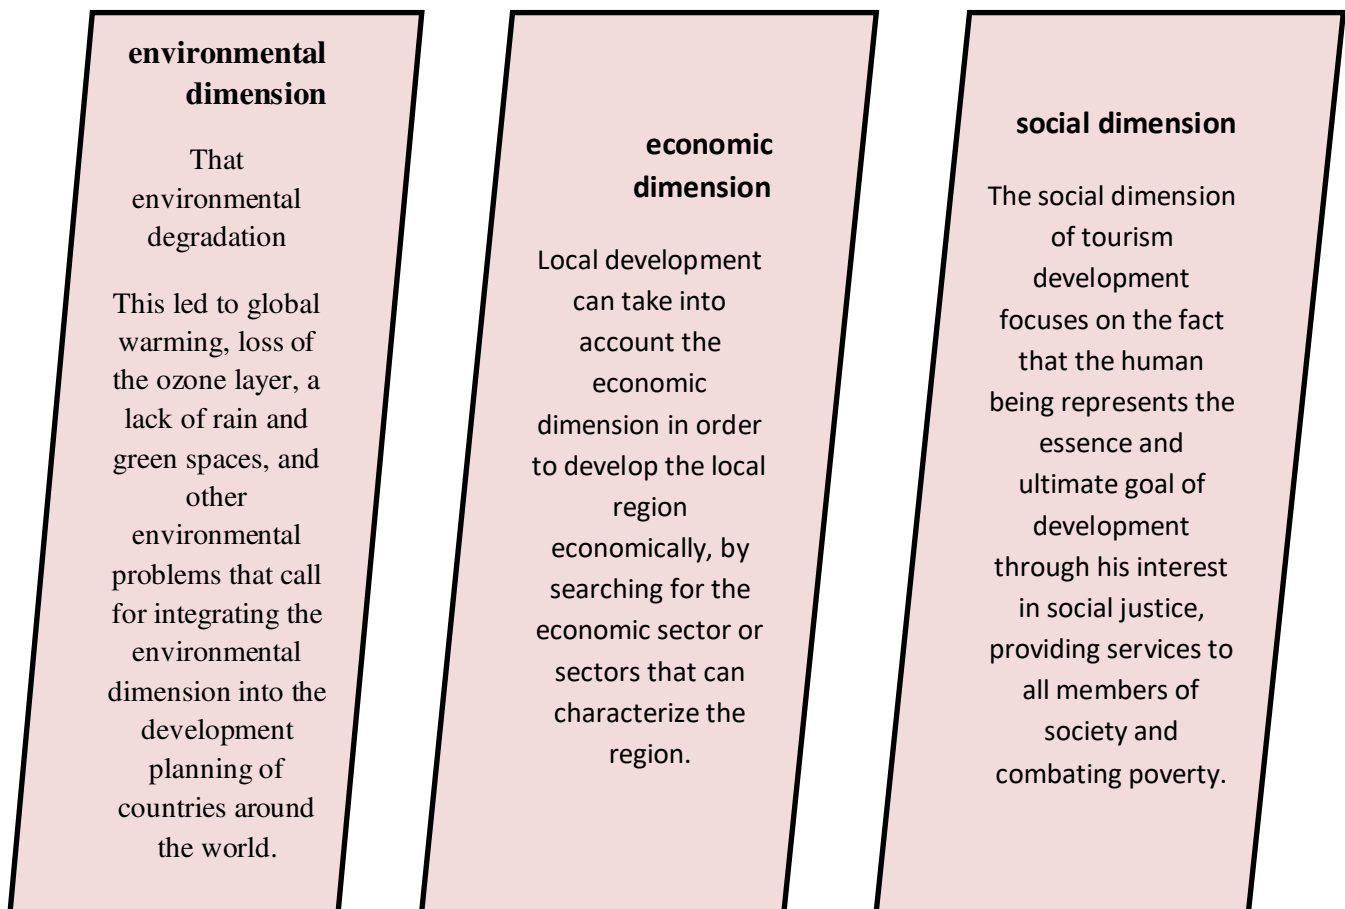 environmental
dimension
That
environmental
degradation
This led to global
warming, loss of
the ozone layer, a
lack of rain and
green spaces, and
other
environmental
problems that call
for integrating the
environmental
dimension into the
development
planning of
countries around
the world.
economic
dimension
Local development
can take into
account the
economic
dimension in order
to develop the local
region
economically, by
searching for the
economic sector or
sectors that can
characterize the
region.
social dimension
The social dimension
of tourism
development
focuses on the fact
that the human
being represents the
essence and
ultimate goal of
development
through his interest
in social justice,
providing services to
all members of
society and
combating poverty.